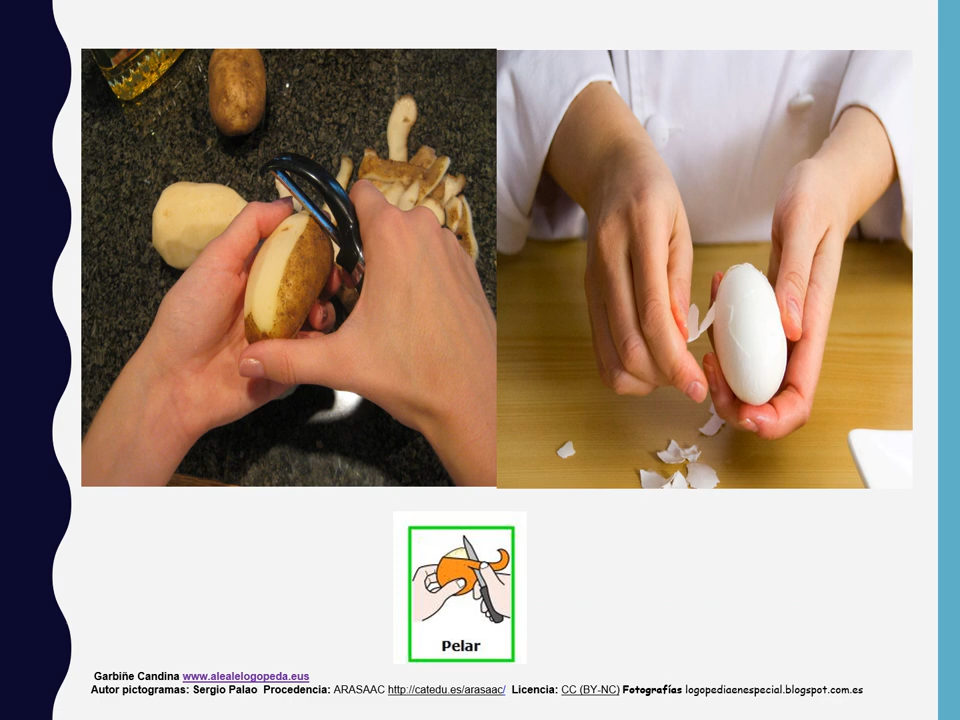 Pelar
Garbiñe Candina www.alealelogopeda.eus
Autor pictogramas: Sergio Palao Procedencia: ARASAAC http://catedu.es/arasaac/ Licencia: CC (BY-NC) Fotografías logopediaenespecial.blogspot.com.es